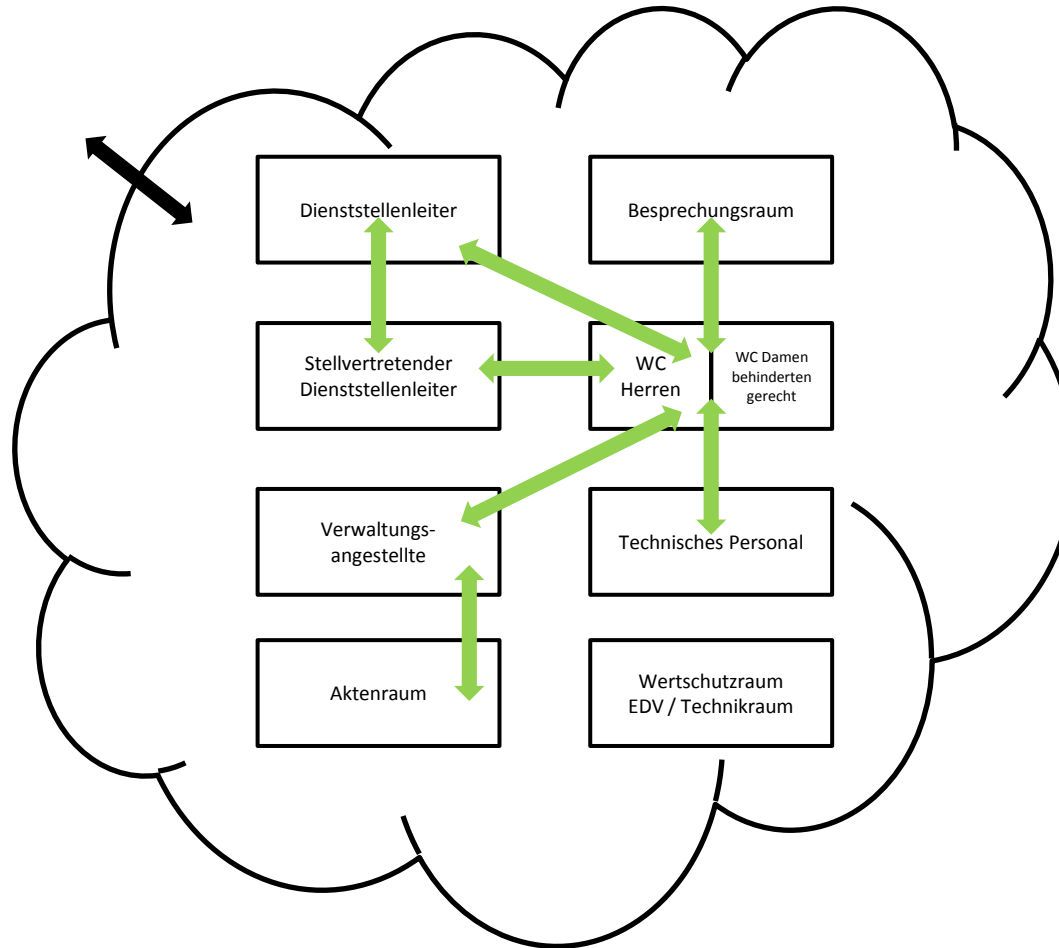 Dienststellenleiter
Besprechungsraum
Stellvertretender
Dienststellenleiter
WC
Herren
WC Damen
behinderten
gerecht
Verwaltungs-
angestellte
Technisches Personal
Aktenraum
Wertschutzraum
EDV / Technikraum